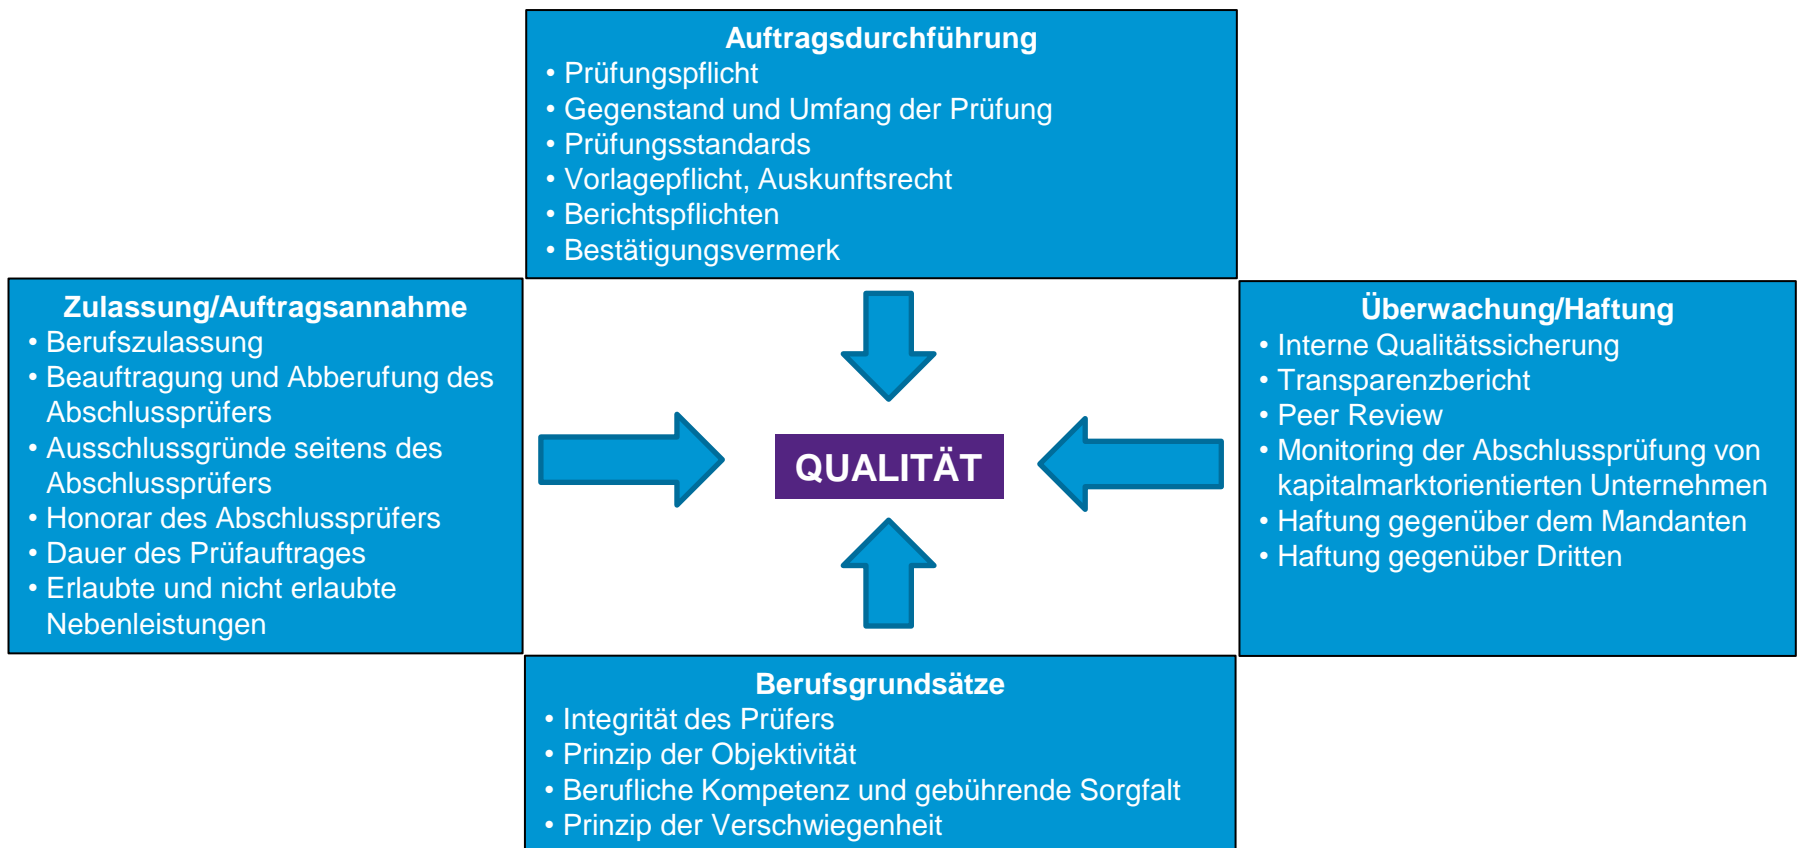 Auftragsdurchführung
• Prüfungspflicht
• Gegenstand und Umfang der Prüfung
• Prüfungsstandards
• Vorlagepflicht, Auskunftsrecht
• Berichtspflichten
• Bestätigungsvermerk
Zulassung/Auftragsannahme
• Berufszulassung
• Beauftragung und Abberufung des
Abschlussprüfers
• Ausschlussgründe seitens des
Abschlussprüfers
• Honorar des Abschlussprüfers
• Dauer des Prüfauftrages
• Erlaubte und nicht erlaubte
Nebenleistungen
QUALITÄT
Überwachung/Haftung
• Interne Qualitätssicherung
• Transparenzbericht
• Peer Review
• Monitoring der Abschlussprüfung von
kapitalmarktorientierten Unternehmen
• Haftung gegenüber dem Mandanten
• Haftung gegenüber Dritten
Berufsgrundsätze
• Integrität des Prüfers
• Prinzip der Objektivität
• Berufliche Kompetenz und gebührende Sorgfalt
• Prinzip der Verschwiegenheit